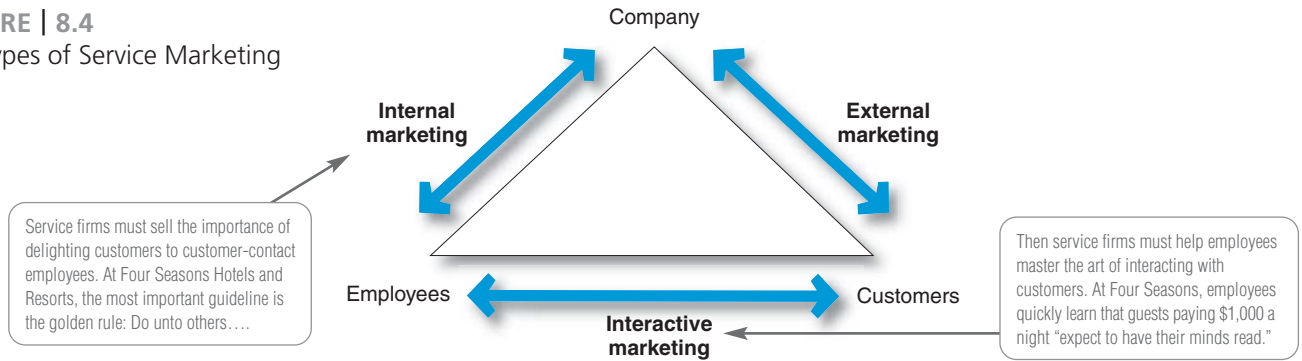 RE | 8.4
ypes of Service Marketing
Company
Internal
marketing
External
marketing
Service firms must sell the importance of
delighting customers to customer-contact
employees. At Four Seasons Hotels and
Resorts, the most important guideline is
the golden rule: Do unto others….
Employees
Customers
Interactive
marketing
Then service firms must help employees
master the art of interacting with
customers. At Four Seasons, employees
quickly learn that guests paying $1,000 a
night “expect to have their minds read.”